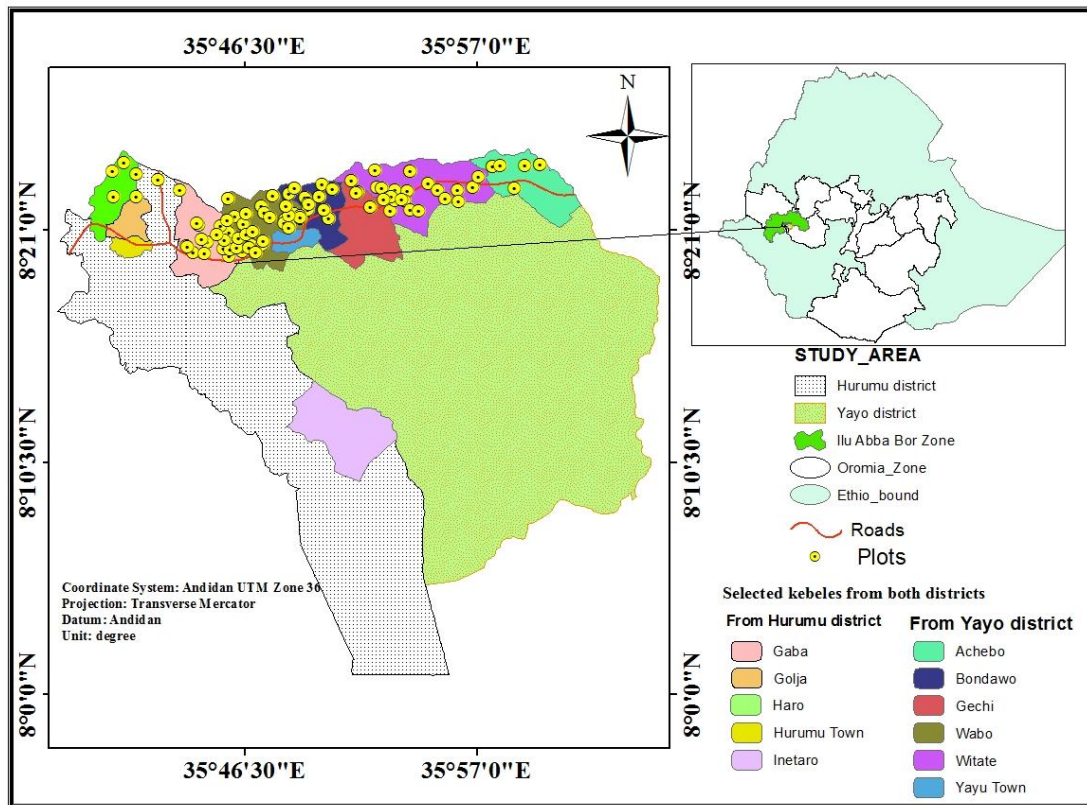 35°46'30"E 35°57'0"E
N
8°21'0"N
8°10'30"N
8°0'0"N
8°21'0"N
8°10'30"N
8°0'0"N
Coordinate System: Andidan UTM Zone 36
Projection: Transverse Mercator
Datum: Andidan
Unit: degree
35°46'30"E 35°57'0"E
STUDY_AREA
Hurumu district
Yayo district
Ilu Abba Bor Zone
Oromia_Zone
Ethio_bound
Roads
Plots
Selected kebeles from both districts
From Hurumu district
Gaba
Golja
Haro
Hurumu Town
Inetaro
From Yayo district
Achebo
Bondawo
Gechi
Wabo
Witate
Yayu Town